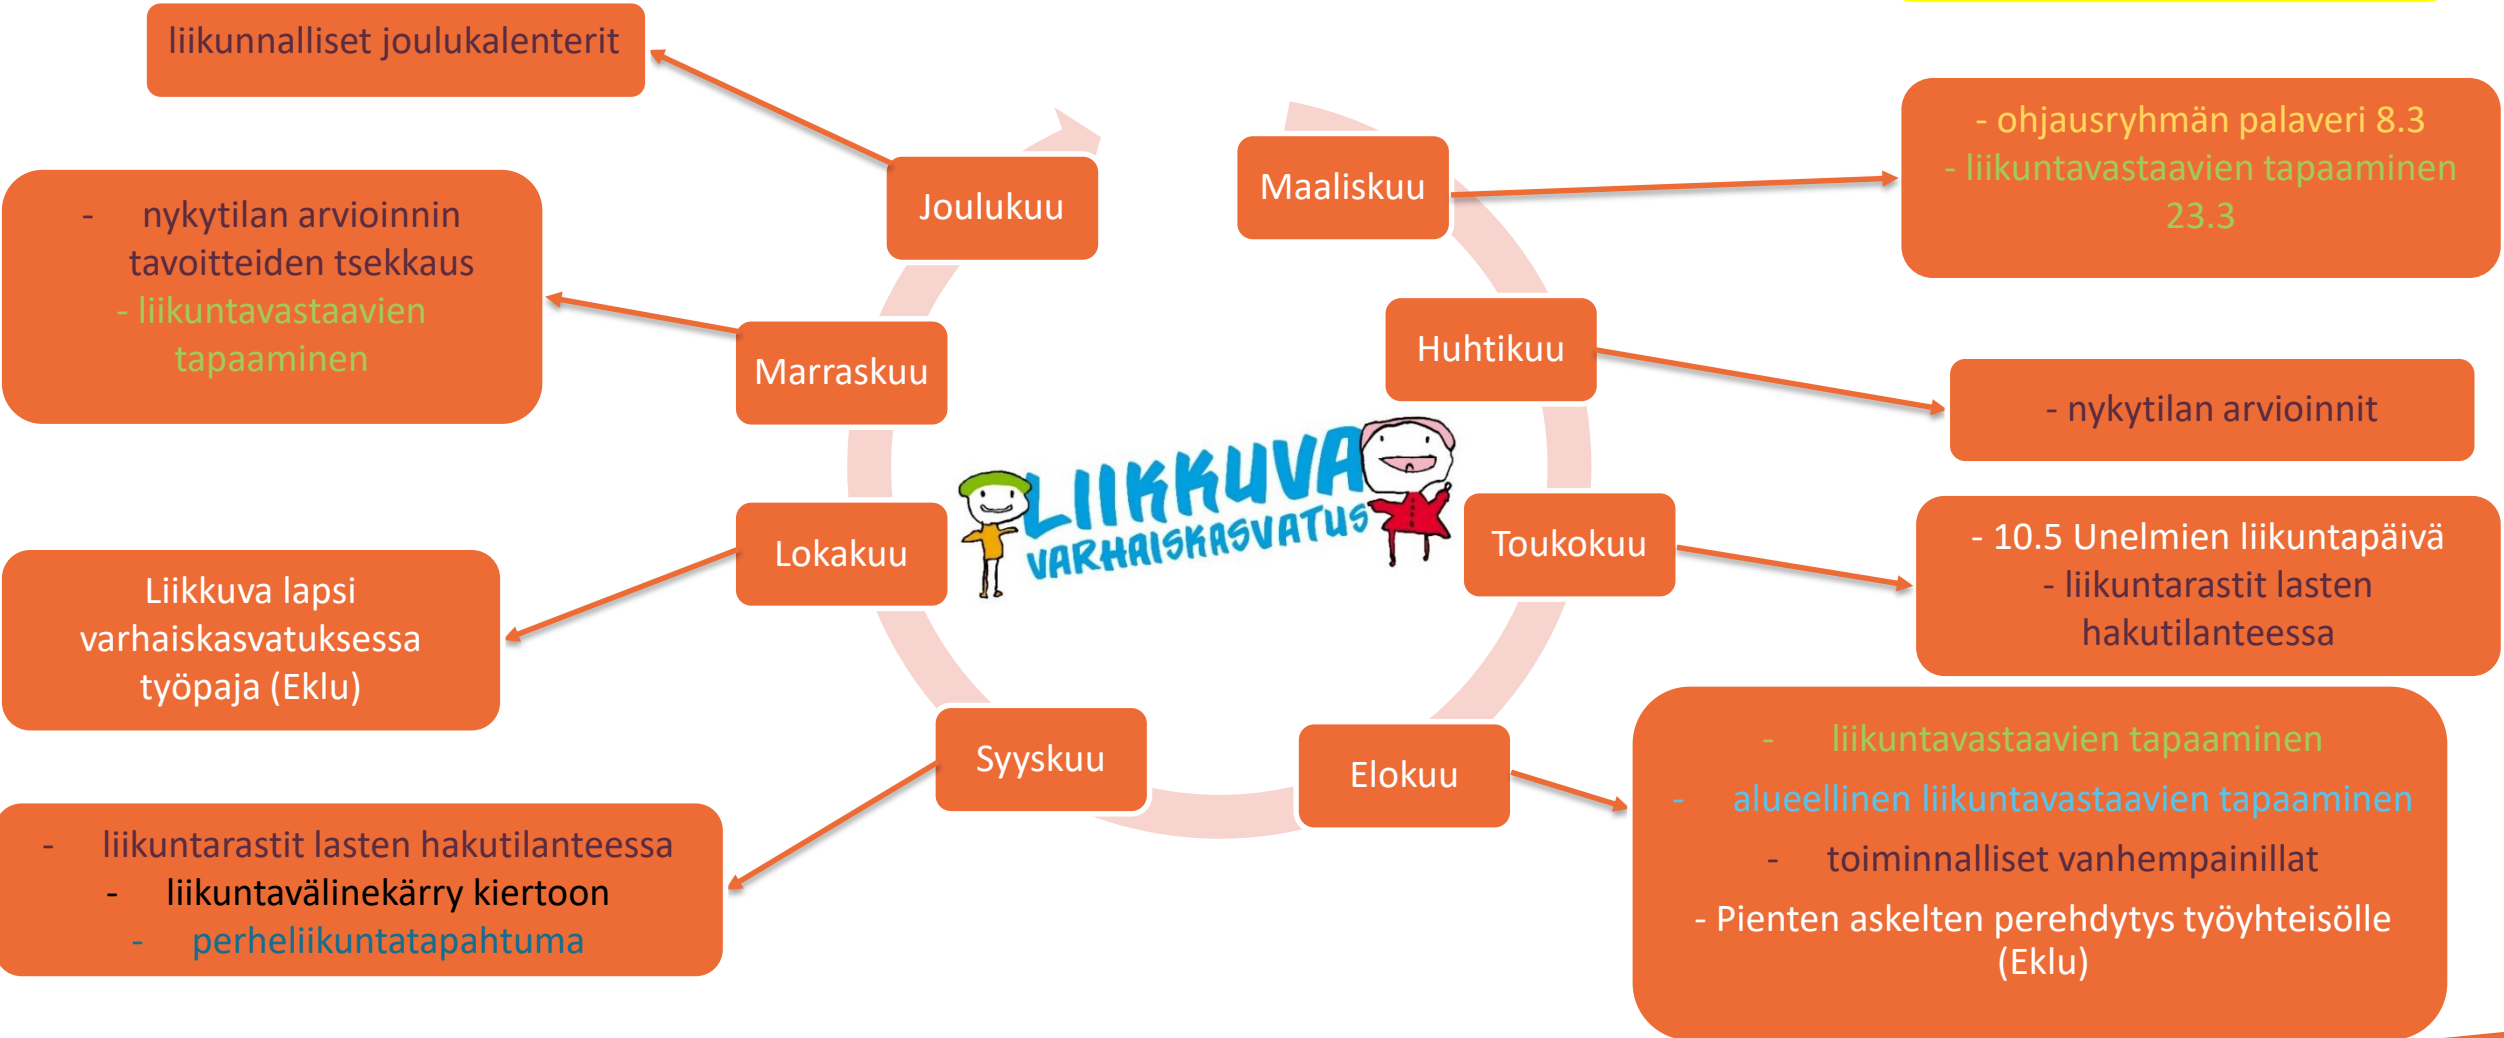 liikunnalliset joulukalenterit
- ohjausryhmän palaveri 8.3
- liikuntavastaavien tapaaminen
23.3
Maaliskuu
Joulukuu
- nykytilan arvioinnin
tavoitteiden tsekkaus
- liikuntavastaavien
tapaaminen
Huhtikuu
Marraskuu
- nykytilan arvioinnit
LIIKKUVA
VARHAISKASVATUS
Toukokuu
- 10.5 Unelmien liikuntapäivä
- liikuntarastit lasten
hakutilanteessa
Lokakuu
Liikkuva lapsi
varhaiskasvatuksessa
työpaja (Eklu)
Syyskuu
Elokuu
- liikuntavastaavien tapaaminen
- alueellinen liikuntavastaavien tapaaminen
- toiminnalliset vanhempainillat
- Pienten askelten perehdytys työyhteisölle
(Eklu)
- liikuntarastit lasten hakutilanteessa
- liikuntavälinekärry kiertoon
- perheliikuntatapahtuma